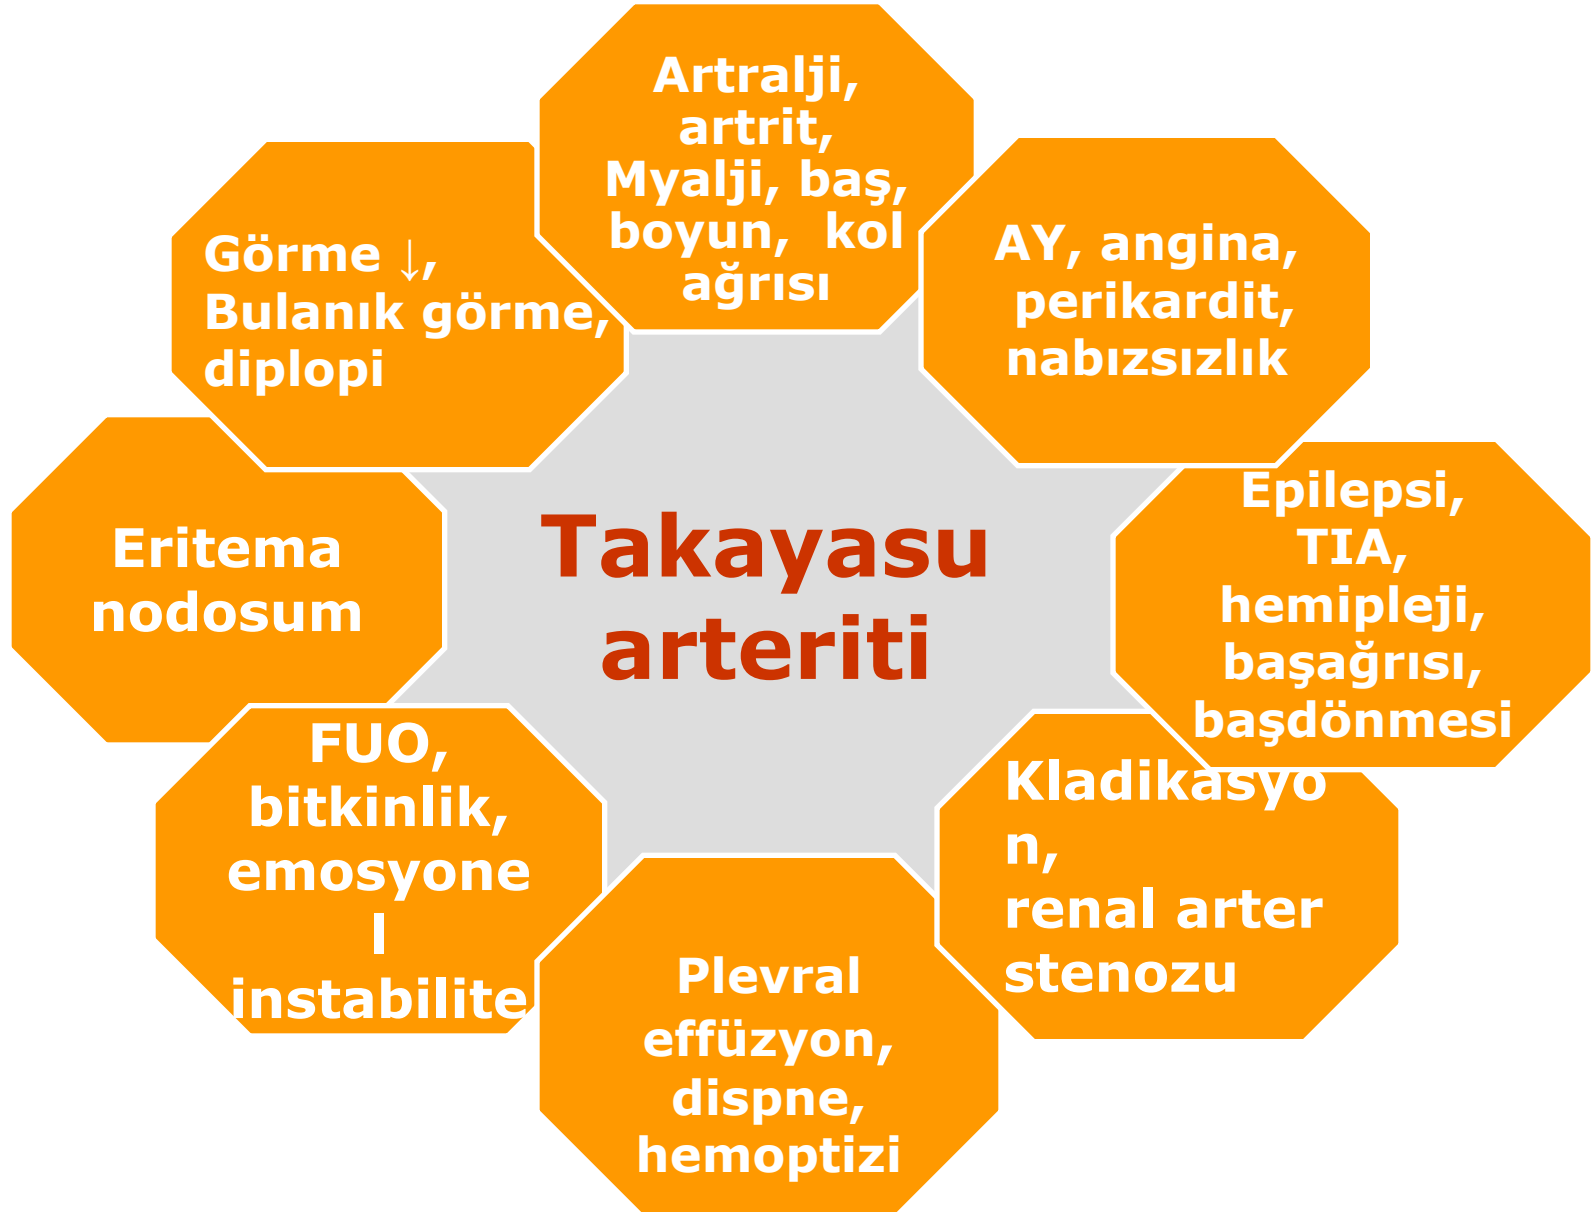 Artralji,
artrit,
Myalji, baş,
boyun, kol
ağrısı
AY, angina,
perikardit,
nabızsızlık
Epilepsi,
TIA,
hemipleji,
başağrısı,
başdönmesi
Kladikasyo
n,
renal arter
stenozu
Plevral
effüzyon,
dispne,
hemoptizi
FUO,
bitkinlik,
emosyone
l
instabilite
Eritema
nodosum
Görme ↓,
Bulanık görme,
diplopi
Takayasu
arteriti